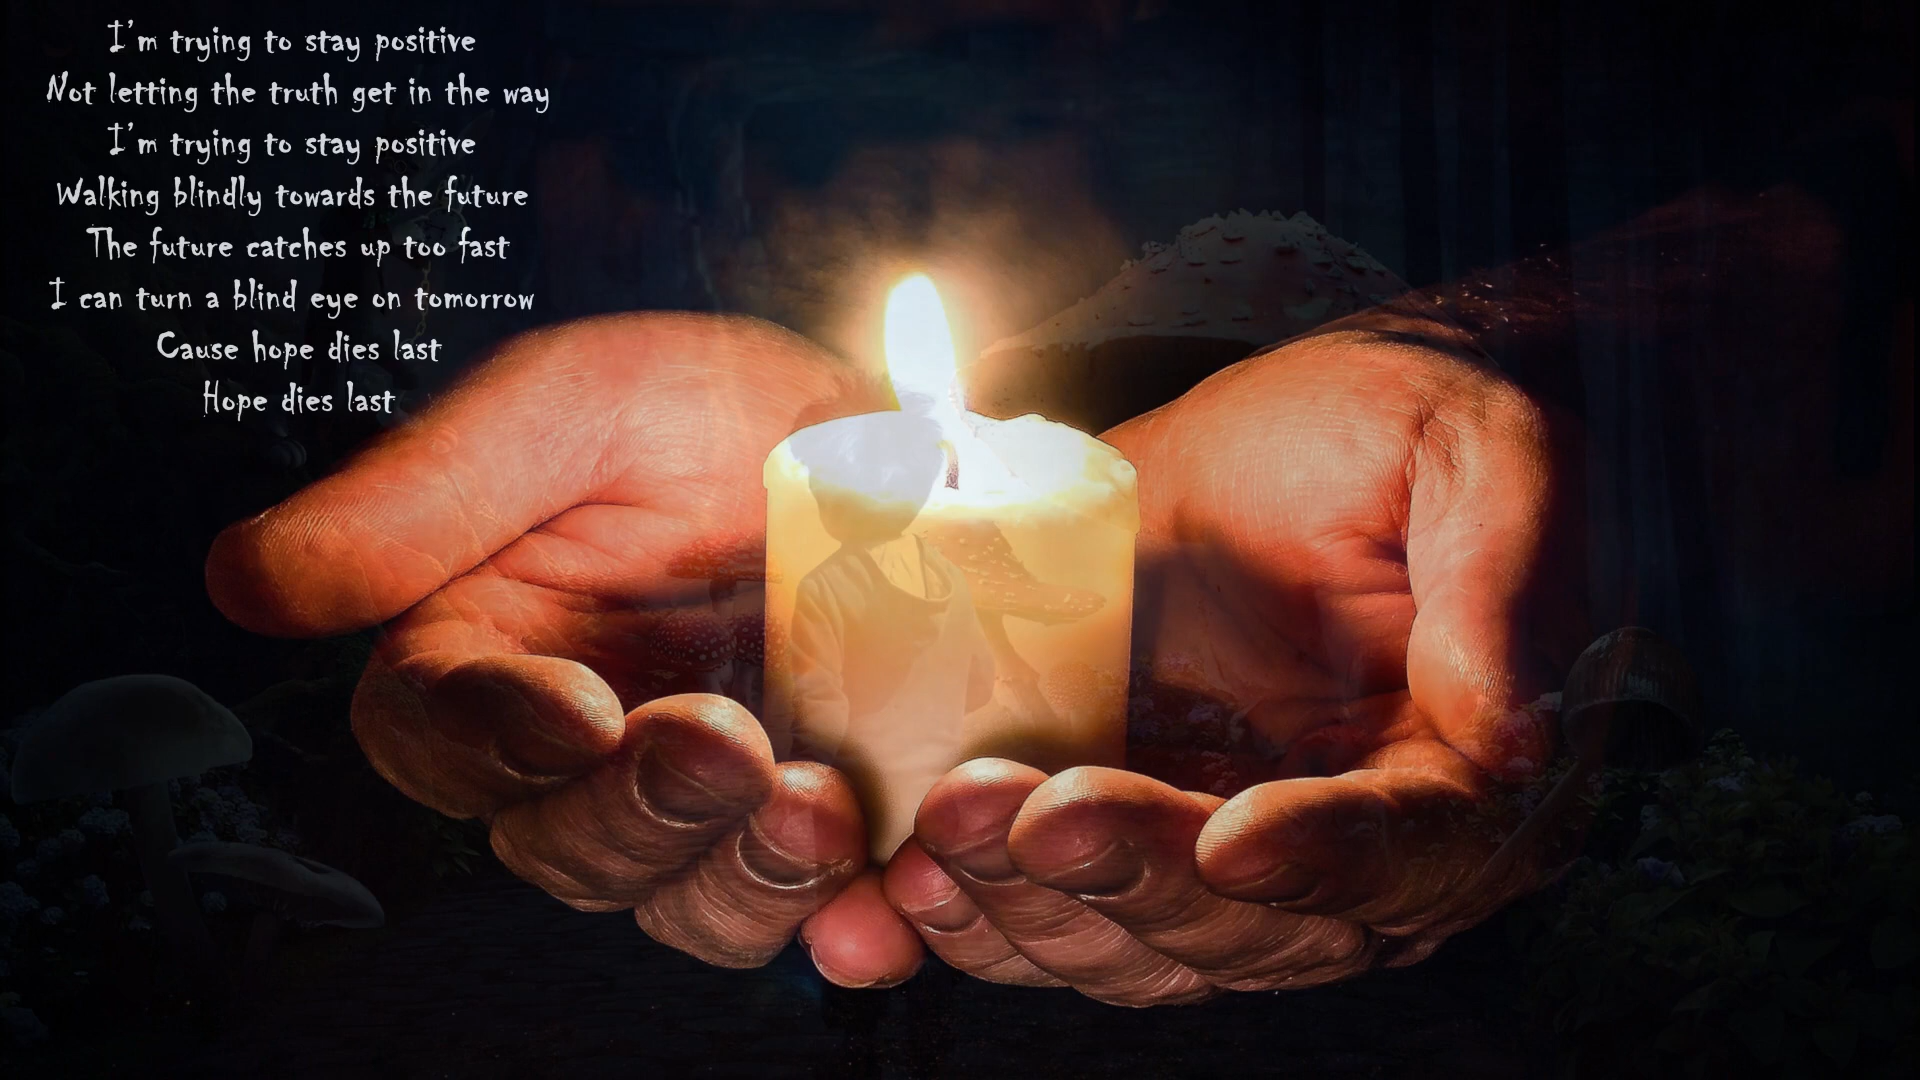 I'm trying to stay positive
Not letting the truth get in the way
I'm trying to stay positive
Walking blindly towards the future
The future catches up too fast
I can turn a blind eye on tomorrow
Cause hope dies last
Hope dies last